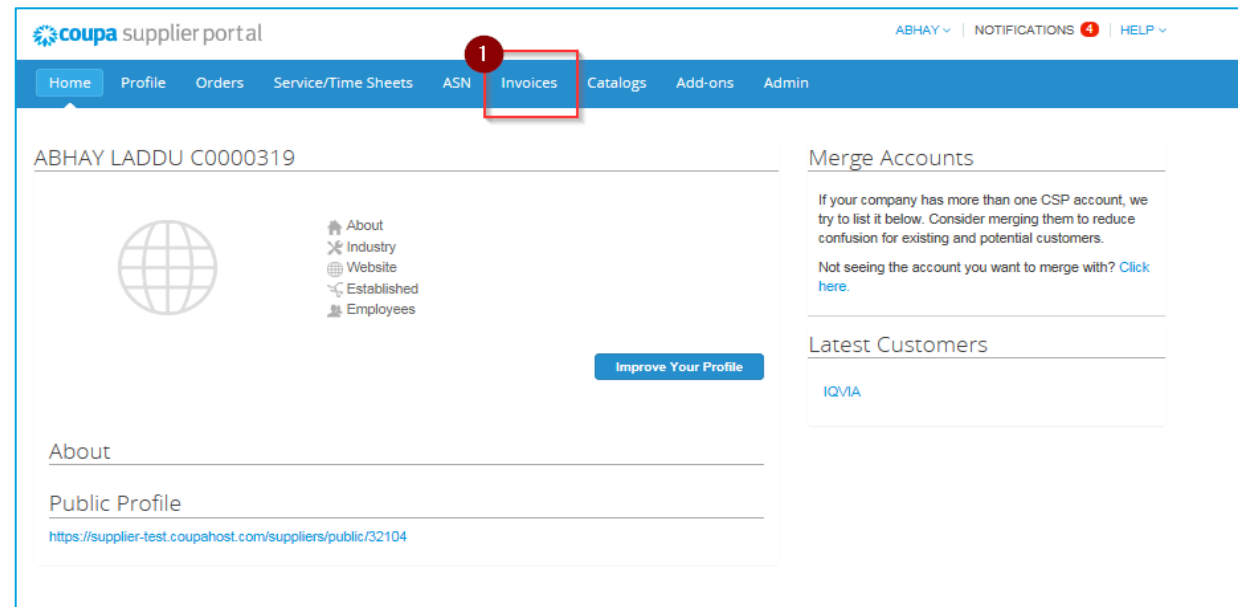 coupa supplier portal
ABHAY NOTIFICATIONS 4 HELP
1
Home Profile Orders Service/Time Sheets ASN Invoices Catalogs Add-ons Admin
ABHAY LADDU C0000319
About
Industry
Website
Established
Employees
Improve Your Profile
About
Public Profile
https://supplier-test.coupahost.com/suppliers/public/32104
Merge Accounts
If your company has more than one CSP account, we
try to list it below. Consider merging them to reduce
confusion for existing and potential customers.
Not seeing the account you want to merge with? Click
here.
Latest Customers
IQVIA